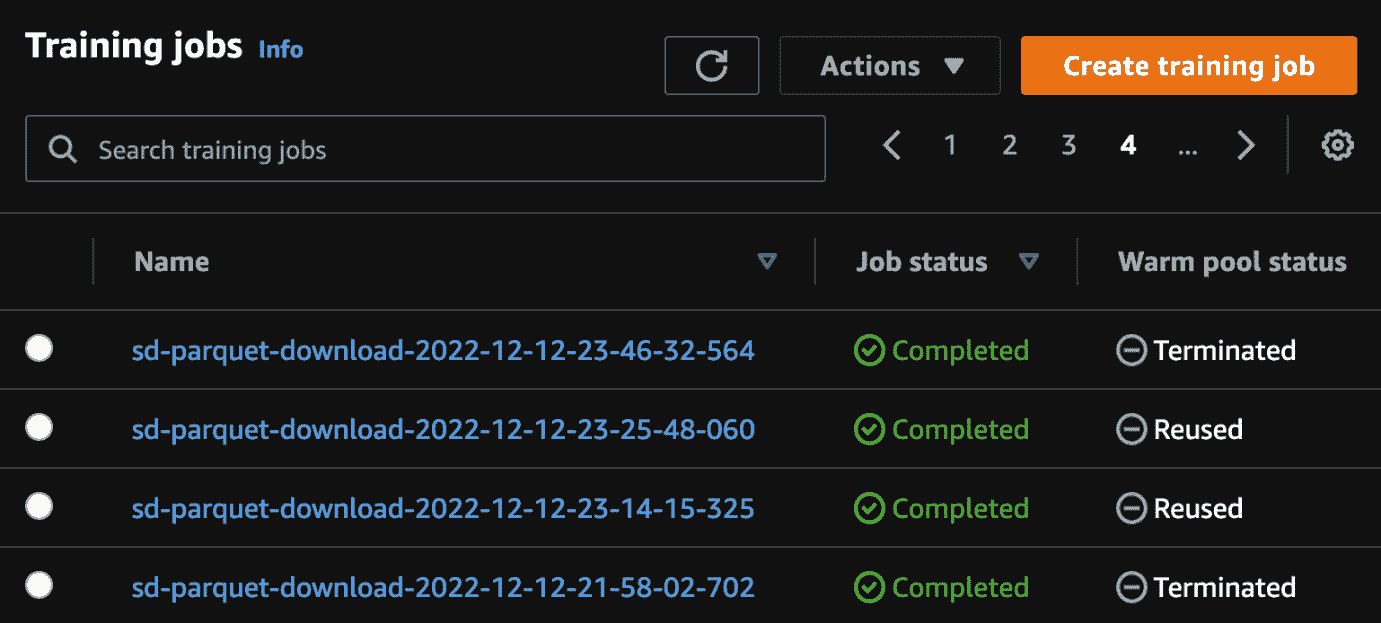 Training jobs Info
Actions
Create training job
Search training jobs
1 2 3 4 ...
Name Job status Warm pool status
sd-parquet-download-2022-12-12-23-46-32-564 Completed Terminated
sd-parquet-download-2022-12-12-23-25-48-060 Completed Reused
sd-parquet-download-2022-12-12-23-14-15-325 Completed Reused
sd-parquet-download-2022-12-12-21-58-02-702 Completed Terminated